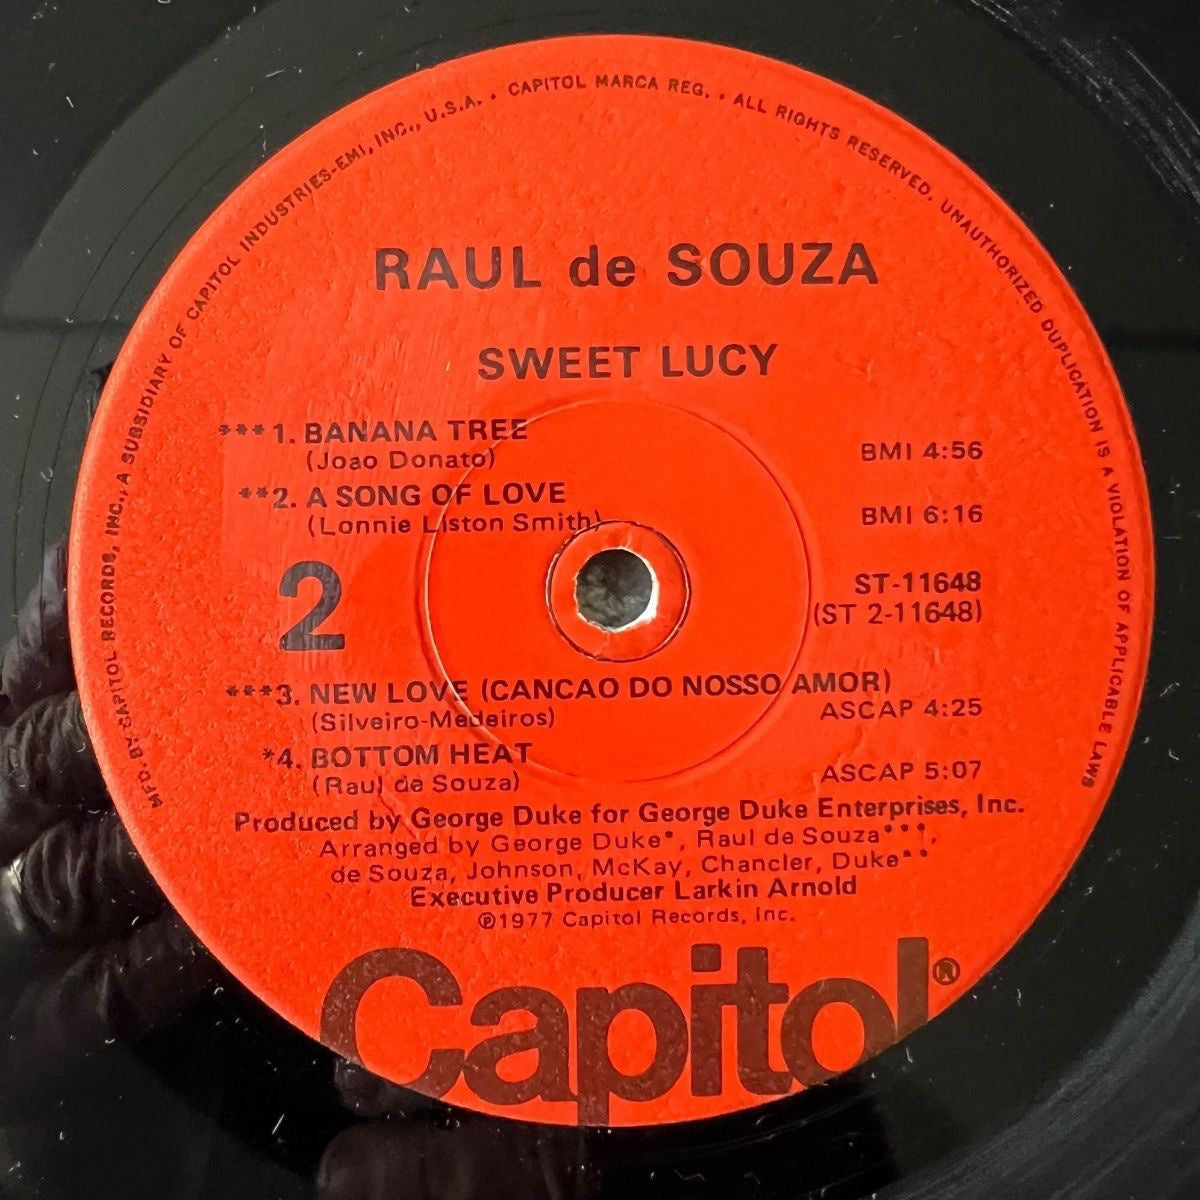 MFD. BY CAPITOL RECORDS, INC., A SUBSIDIARY OF CAPITOL INDUSTRIES-EMI, INC., U.S.A. • CAPITOL MARCA REG. • ALL RIGHTS RESERVED. UNAUTHORIZED DUPLICATION IS A VIOLATION OF APPLICABLE LAWS
RAUL de SOUZA
SWEET LUCY
***1. BANANA TREE
(Joao Donato)
BMI 4:56
**2. A SONG OF LOVE
(Lonnie Liston Smith)
BMI 6:16
2
ST-11648
(ST 2-11648)
***3. NEW LOVE (CANCAO DO NOSSO AMOR)
(Silveiro-Medeiros)
ASCAP 4:25
*4. BOTTOM HEAT
(Raul de Souza)
ASCAP 5:07
Produced by George Duke for George Duke Enterprises, Inc.
Arranged by George Duke*, Raul de Souza***,
de Souza, Johnson, McKay, Chancler, Duke**
Executive Producer Larkin Arnold
℗1977 Capitol Records, Inc.
Capitol®